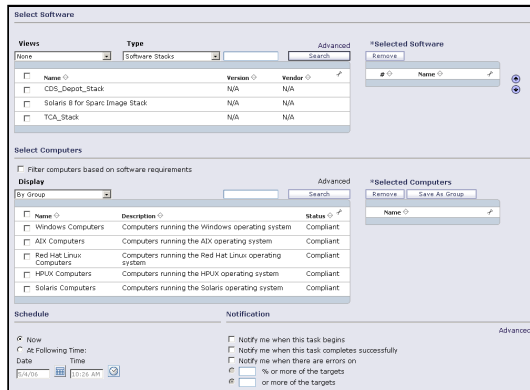 Select Software
Views
Type
Advanced
*Selected Software
None
Software Stacks
Search
Remove
Name
Version
Vendor
#
Name
CDS_Depot_Stack
N/A
N/A
Solaris 8 for Sparc Image Stack
N/A
N/A
TCA_Stack
N/A
N/A
Select Computers
Filter computers based on software requirements
Display
Advanced
*Selected Computers
By Group
Search
Remove
Save As Group
Name
Description
Status
Name
Windows Computers
Computers running the Windows operating system
Compliant
AIX Computers
Computers running the AIX operating system
Compliant
Red Hat Linux
Computers
Computers running the Red Hat Linux operating
system
Compliant
HPUX Computers
Computers running the HPUX operating system
Compliant
Solaris Computers
Computers running the Solaris operating system
Compliant
Schedule
Notification
Advanced
Now
At Following Time:
Date
Time
5/4/06
10:26 AM
Notify me when this task begins
Notify me when this task completes successfully
Notify me when there are errors on
% or more of the targets
or more of the targets